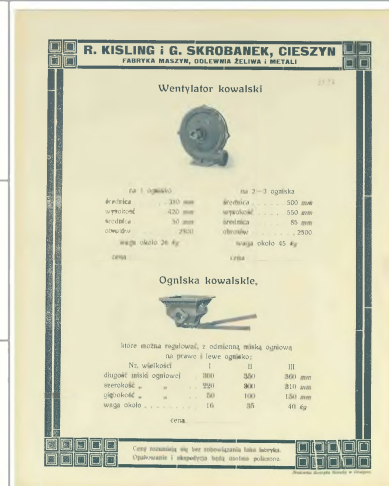 R. KISLING i G. SKROBANEK, CIESZYN
FABRYKA MASZYN, ODLEWNIA ŻELIWA i METALI
Wentylator kowalski
na 1 ognisko
średnica . . . . 380 mm
wysokość . . . . 420 mm
średnica . . . . 50 mm
obrotów . . . . 2500
waga około 26 kg
cena
na 2—3 ogniska
średnica . . . . . . 500 mm
wysokość . . . . . . 550 mm
średnica . . . . . . 85 mm
obrotów . . . . . . 2500
waga około 45 kg
cena
Ogniska kowalskie,
które można regulować, z odmienną miską ogniową
na prawe i lewe ognisko:
Nr. wielkości II III
długość miski ogniowej 300 350 360 mm
szerokość „ „ . . 220 300 310 mm
głębokość „ „ . . 50 100 150 mm
waga około . . . . . . 16 35 40 kg
cena
Ceny rozumieją się bez zobowiązania loko fabryka.
Opakowanie i ekspedycja będą osobno policzone.